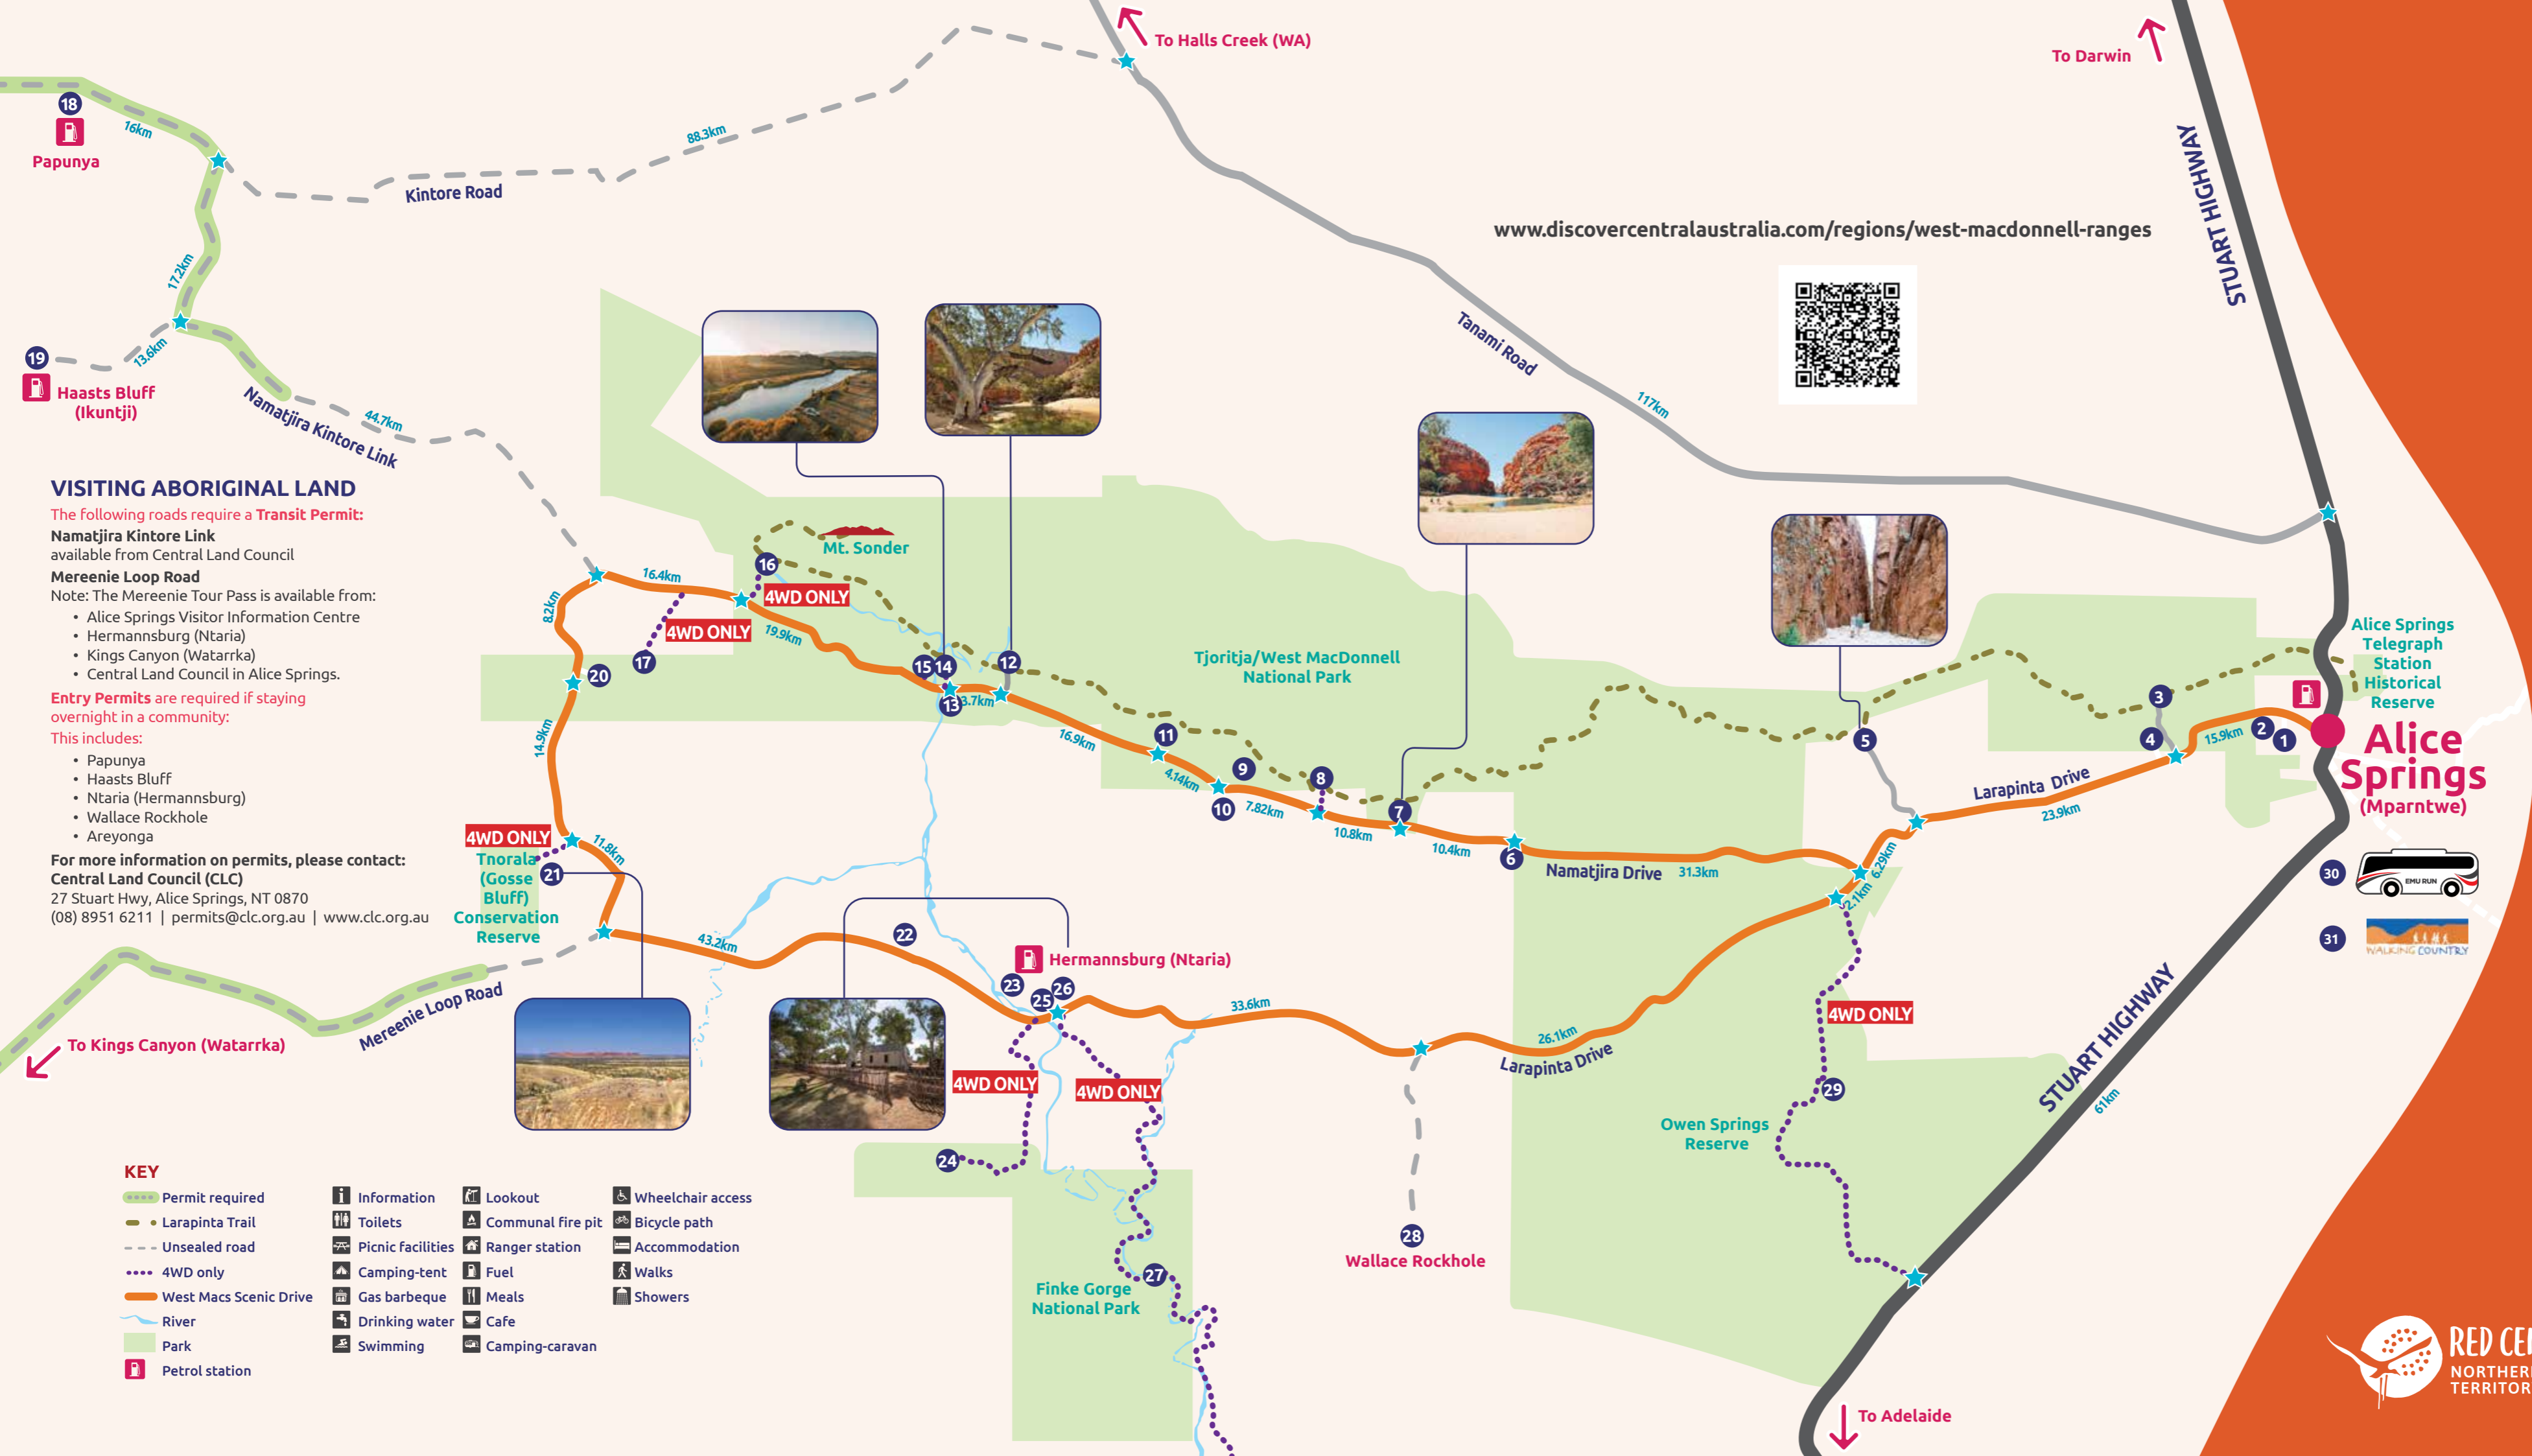 To Halls Creek (WA)
To Darwin
18
Papunya
16km
88.3km
Kintore Road
STUART HIGHWAY
www.discovercentralaustralia.com/regions/west-macdonnell-ranges
17.2km
19
13.6km
Haasts Bluff
(Ikuntji)
Namatjira Kintore Link
44.7km
Tanami Road
117km
VISITING ABORIGINAL LAND
The following roads require a Transit Permit:
Namatjira Kintore Link
available from Central Land Council
Mereenie Loop Road
Note: The Mereenie Tour Pass is available from:
• Alice Springs Visitor Information Centre
• Hermannsburg (Ntaria)
• Kings Canyon (Watarrka)
• Central Land Council in Alice Springs.
Entry Permits are required if staying
overnight in a community:
This includes:
• Papunya
• Haasts Bluff
• Ntaria (Hermannsburg)
• Wallace Rockhole
• Areyonga
For more information on permits, please contact:
Central Land Council (CLC)
27 Stuart Hwy, Alice Springs, NT 0870
(08) 8951 6211 | permits@clc.org.au | www.clc.org.au
Mt. Sonder
16
4WD ONLY
16.4km
8.2km
4WD ONLY
19.9km
17
20
15
14
12
13
3.7km
Tjoritja/West MacDonnell
National Park
14.9km
16.9km
11
4.14km
9
10
7.82km
8
10.8km
7
10.4km
6
Namatjira Drive
31.3km
5
6.29km
2.1km
Larapinta Drive
23.9km
3
4
15.9km
2
1
Alice Springs
Telegraph
Station
Historical
Reserve
Alice
Springs
(Mparntwe)
30
EMU RUN
31
WALKING COUNTRY
4WD ONLY
11.8km
Tnorala
(Gosse
Bluff)
Conservation
Reserve
21
43.2km
22
Hermannsburg (Ntaria)
23
25
26
33.6km
26.1km
Larapinta Drive
4WD ONLY
29
Owen Springs
Reserve
STUART HIGHWAY
61km
Mereenie Loop Road
To Kings Canyon (Watarrka)
4WD ONLY
4WD ONLY
24
27
Finke Gorge
National Park
28
Wallace Rockhole
KEY
Permit required
Larapinta Trail
Unsealed road
4WD only
West Macs Scenic Drive
River
Park
Petrol station
Information
Toilets
Picnic facilities
Camping-tent
Gas barbeque
Drinking water
Swimming
Lookout
Communal fire pit
Ranger station
Fuel
Meals
Cafe
Camping-caravan
Wheelchair access
Bicycle path
Accommodation
Walks
Showers
To Adelaide
RED CE
NORTHER
TERRITOR